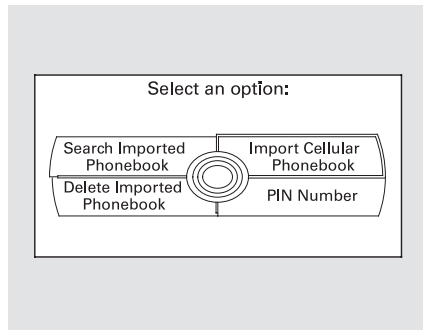 Select an option:
Search Imported
Phonebook
Import Cellular
Phonebook
Delete Imported
Phonebook
PIN Number